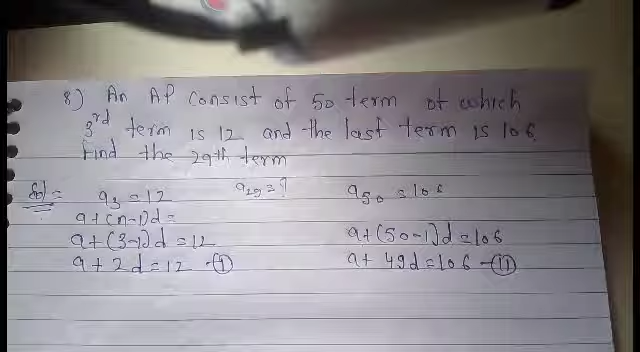 8) An AP consist of 50 term of which
3rd term is 12 and the last term is 106.
Find the 29th term
Sol = a3 = 12 a29 = ? a50 = 106
a+(n-1)d =
a+(3-1)d = 12 a+(50-1)d = 106
a+2d = 12 -(I) a+49d = 106 -(II)